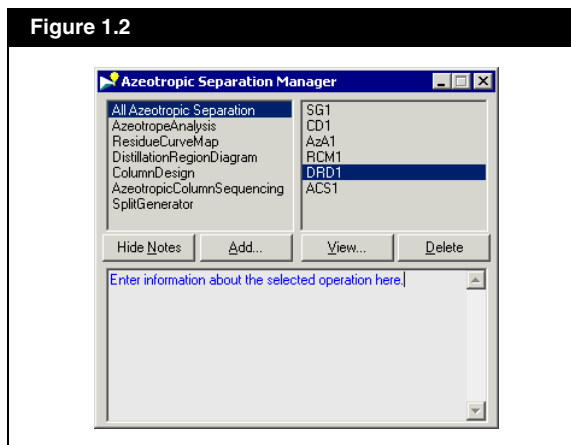 Figure 1.2
Azeotropic Separation Manager
All Azeotropic Separation
AzeotropeAnalysis
ResidueCurveMap
DistillationRegionDiagram
ColumnDesign
AzeotropicColumnSequencing
SplitGenerator
SG1
CD1
AzA1
RCM1
DRD1
ACS1
Hide Notes
Add...
View...
Delete
Enter information about the selected operation here.